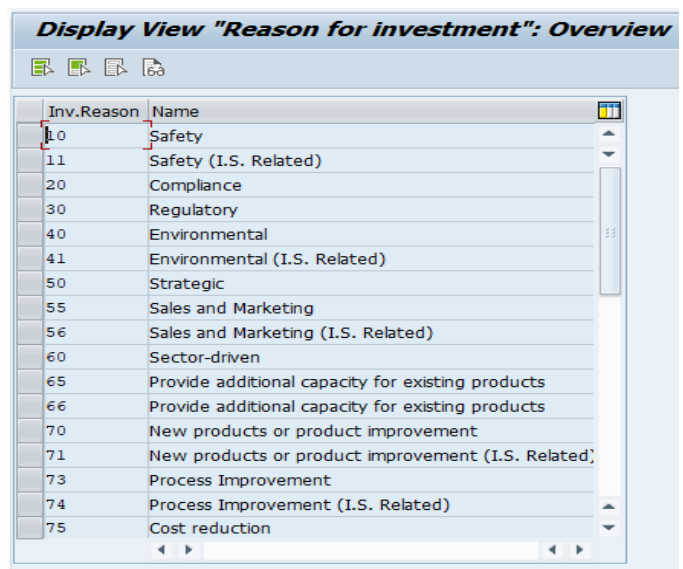 Display View "Reason for investment": Overview
Inv.Reason Name
10 Safety
11 Safety (I.S. Related)
20 Compliance
30 Regulatory
40 Environmental
41 Environmental (I.S. Related)
50 Strategic
55 Sales and Marketing
56 Sales and Marketing (I.S. Related)
60 Sector-driven
65 Provide additional capacity for existing products
66 Provide additional capacity for existing products
70 New products or product improvement
71 New products or product improvement (I.S. Related)
73 Process Improvement
74 Process Improvement (I.S. Related)
75 Cost reduction